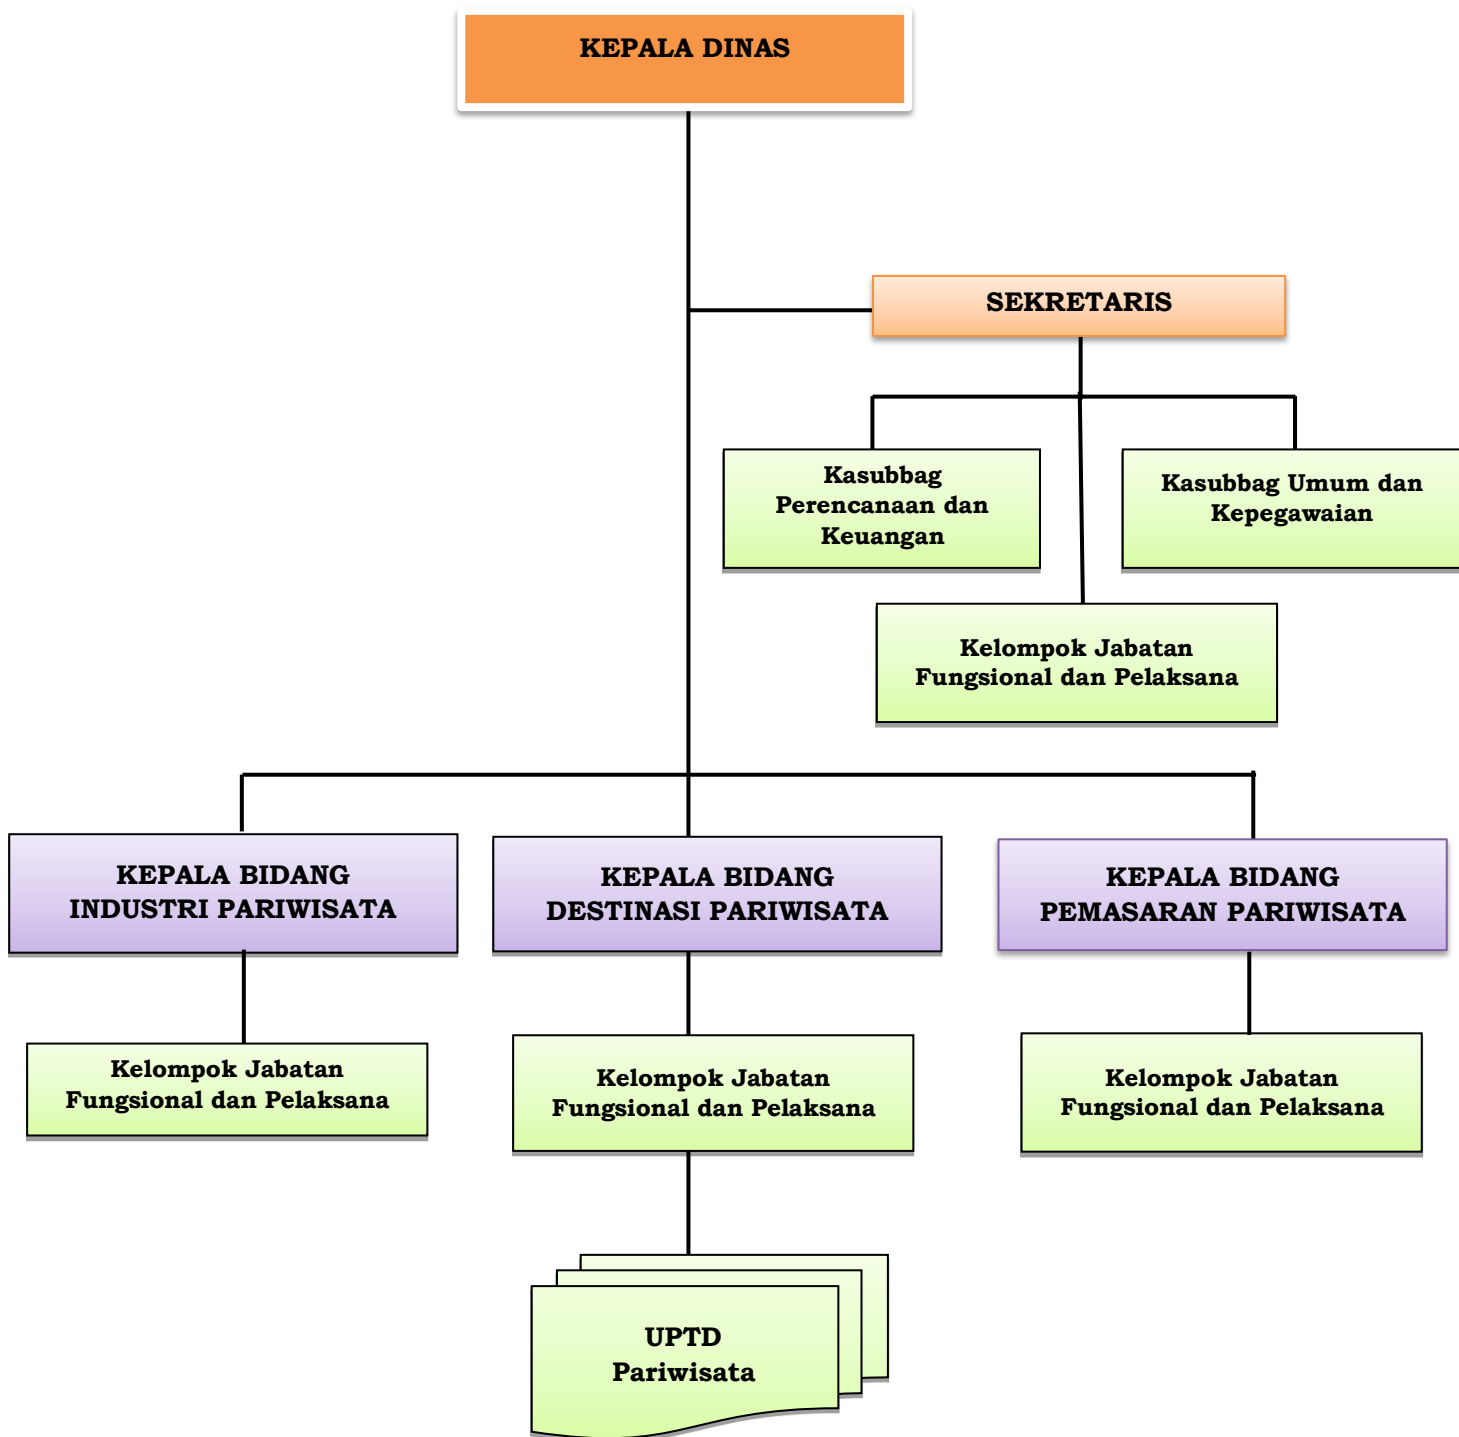 KEPALA DINAS
SEKRETARIS
Kasubbag
Perencanaan dan
Keuangan
Kasubbag Umum dan
Kepegawaian
Kelompok Jabatan
Fungsional dan Pelaksana
KEPALA BIDANG
INDUSTRI PARIWISATA
KEPALA BIDANG
DESTINASI PARIWISATA
KEPALA BIDANG
PEMASARAN PARIWISATA
Kelompok Jabatan
Fungsional dan Pelaksana
Kelompok Jabatan
Fungsional dan Pelaksana
Kelompok Jabatan
Fungsional dan Pelaksana
UPTD
Pariwisata